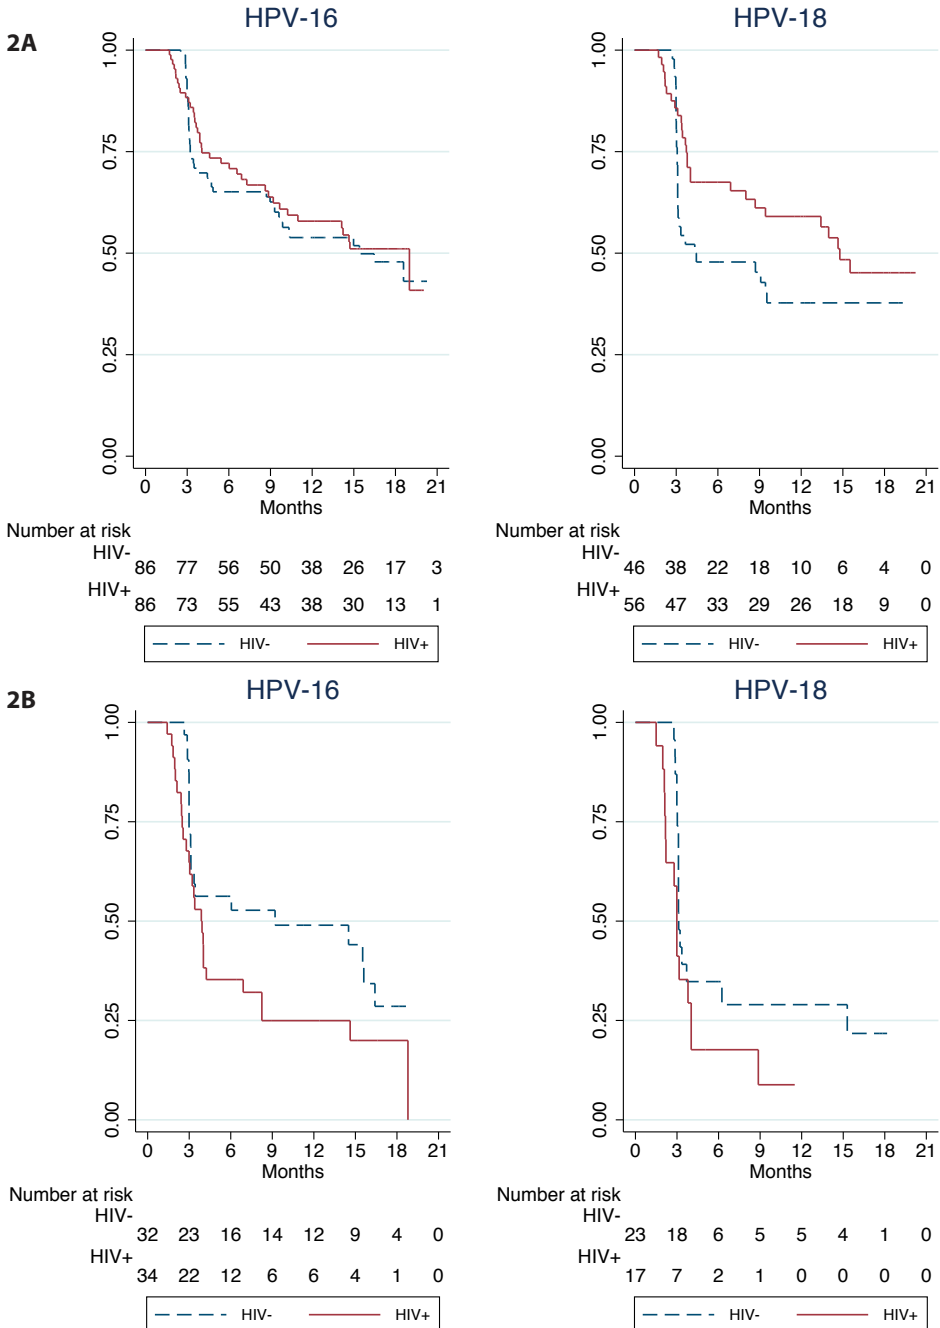 2A
HPV-16
1.00
0.75
0.50
0.25
0.00
0 3 6 9 12 15 18 21
Months
Number at risk
HIV-
86 77 56 50 38 26 17 3
HIV+
86 73 55 43 38 30 13 1
HIV- HIV+
HPV-18
1.00
0.75
0.50
0.25
0.00
0 3 6 9 12 15 18 21
Months
Number at risk
HIV-
46 38 22 18 10 6 4 0
HIV+
56 47 33 29 26 18 9 0
HIV- HIV+
2B
HPV-16
1.00
0.75
0.50
0.25
0.00
0 3 6 9 12 15 18 21
Months
Number at risk
HIV-
32 23 16 14 12 9 4 0
HIV+
34 22 12 6 6 4 1 0
HIV- HIV+
HPV-18
1.00
0.75
0.50
0.25
0.00
0 3 6 9 12 15 18 21
Months
Number at risk
HIV-
23 18 6 5 5 4 1 0
HIV+
17 7 2 1 0 0 0 0
HIV- HIV+